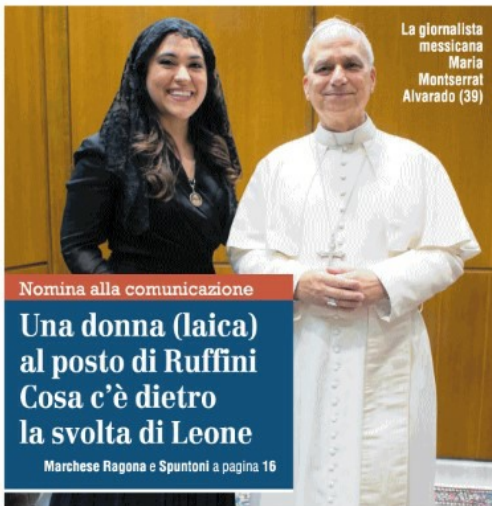 La giornalista
messicana
Maria
Montserrat
Alvarado (39)
Nomina alla comunicazione
Una donna (laica)
al posto di Ruffini
Cosa c'è dietro
la svolta di Leone
Marchese Ragona e Spuntoni a pagina 16